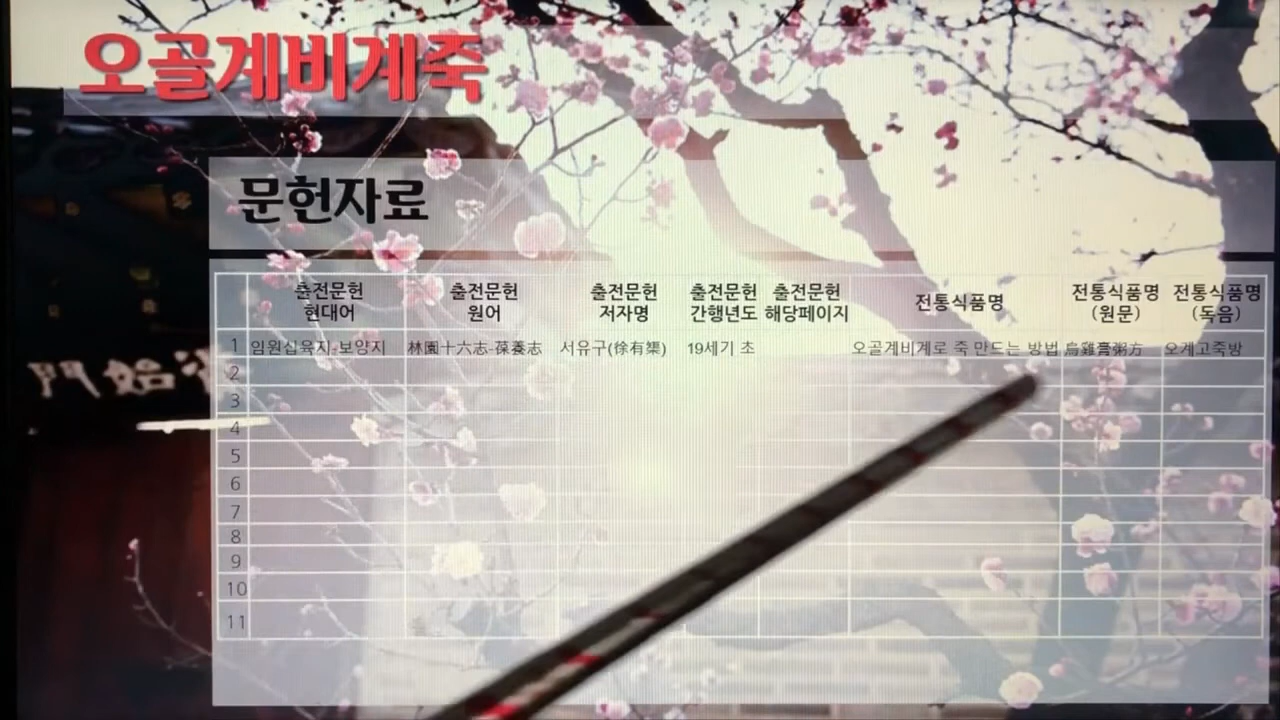 오골계비계죽
문헌자료
출전문헌 현대어
출전문헌 원어
출전문헌 저자명
출전문헌 간행년도
출전문헌 해당페이지
전통식품명
전통식품명 (원문)
전통식품명 (독음)
1 임원십육지-보양지 林園十六志-葆養志 서유구(徐有榘) 19세기 초 오골계비계로 죽 만드는 방법 烏雞膏粥方 오계고죽방
2
3
4
5
6
7
8
9
10
11